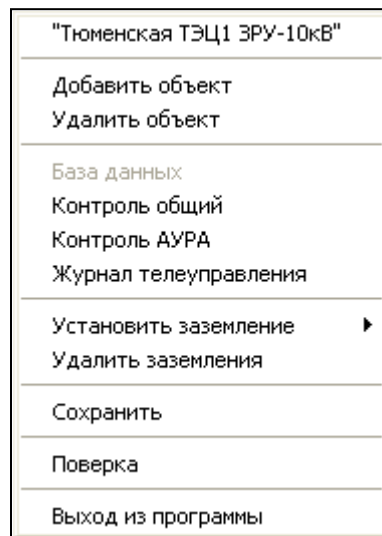 "Тюменская ТЭЦ1 ЗРУ-10кВ"
Добавить объект
Удалить объект
База данных
Контроль общий
Контроль АУРА
Журнал телеуправления
Установить заземление
Удалить заземления
Сохранить
Поверка
Выход из программы